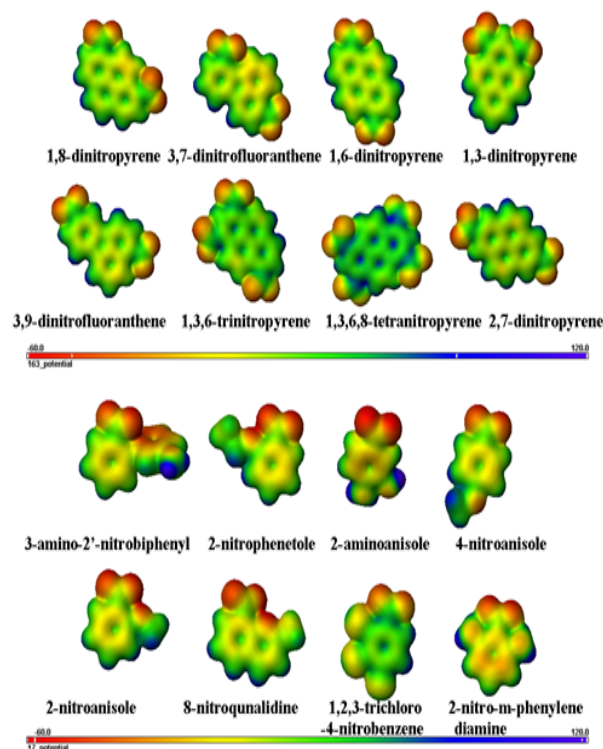 1,8-dinitropyrene 3,7-dinitrofluoranthene 1,6-dinitropyrene 1,3-dinitropyrene
3,9-dinitrofluoranthene 1,3,6-trinitropyrene 1,3,6,8-tetranitropyrene 2,7-dinitropyrene
-60.0 120.0
163_potential
3-amino-2'-nitrobiphenyl 2-nitrophenetole 2-aminoanisole 4-nitroanisole
2-nitroanisole 8-nitroqunalidine 1,2,3-trichloro 2-nitro-m-phenylene
-4-nitrobenzene diamine
-60.0 120.0
17_potential